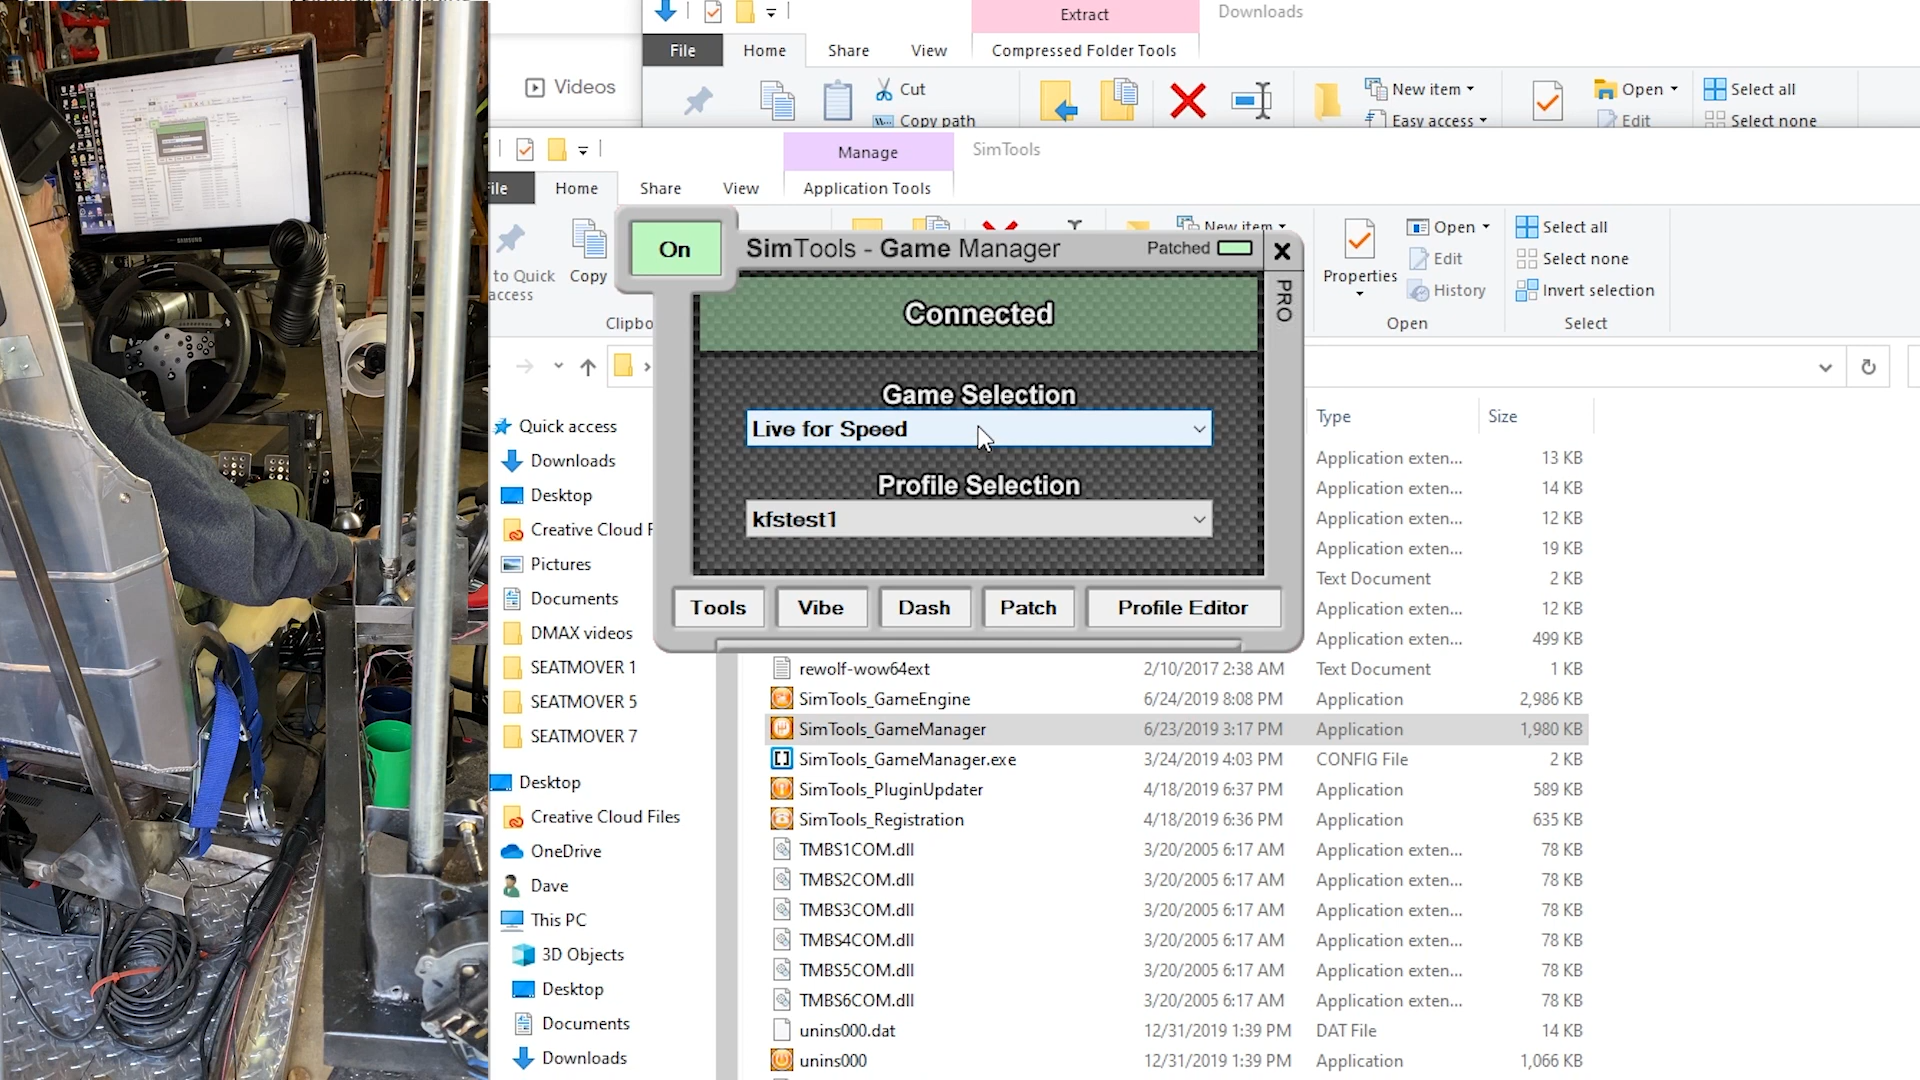 Extract
Downloads
File
Home
Share
View
Compressed Folder Tools
Videos
Cut
Copy path
New item
Easy access
Open
Edit
Select all
Select none
Manage
SimTools
ile
Home
Share
View
Application Tools
to Quick
access
Copy
Clipbo
New item
Properties
Open
Edit
History
Open
Select all
Select none
Invert selection
Select
On
SimTools - Game Manager
Patched
PRO
Connected
Game Selection
Live for Speed
Profile Selection
kfstest1
Tools
Vibe
Dash
Patch
Profile Editor
Quick access
Downloads
Desktop
Creative Cloud F
Pictures
Documents
DMAX videos
SEATMOVER 1
SEATMOVER 5
SEATMOVER 7
Desktop
Creative Cloud Files
OneDrive
Dave
This PC
3D Objects
Desktop
Documents
Downloads
Type Size
Application exten... 13 KB
Application exten... 14 KB
Application exten... 12 KB
Application exten... 19 KB
Text Document 2 KB
Application exten... 12 KB
Application exten... 499 KB
rewolf-wow64ext 2/10/2017 2:38 AM Text Document 1 KB
SimTools_GameEngine 6/24/2019 8:08 PM Application 2,986 KB
SimTools_GameManager 6/23/2019 3:17 PM Application 1,980 KB
SimTools_GameManager.exe 3/24/2019 4:03 PM CONFIG File 2 KB
SimTools_PluginUpdater 4/18/2019 6:37 PM Application 589 KB
SimTools_Registration 4/18/2019 6:36 PM Application 635 KB
TMBS1COM.dll 3/20/2005 6:17 AM Application exten... 78 KB
TMBS2COM.dll 3/20/2005 6:17 AM Application exten... 78 KB
TMBS3COM.dll 3/20/2005 6:17 AM Application exten... 78 KB
TMBS4COM.dll 3/20/2005 6:17 AM Application exten... 78 KB
TMBS5COM.dll 3/20/2005 6:17 AM Application exten... 78 KB
TMBS6COM.dll 3/20/2005 6:17 AM Application exten... 78 KB
unins000.dat 12/31/2019 1:39 PM DAT File 14 KB
unins000 12/31/2019 1:39 PM Application 1,066 KB
SAMSUNG